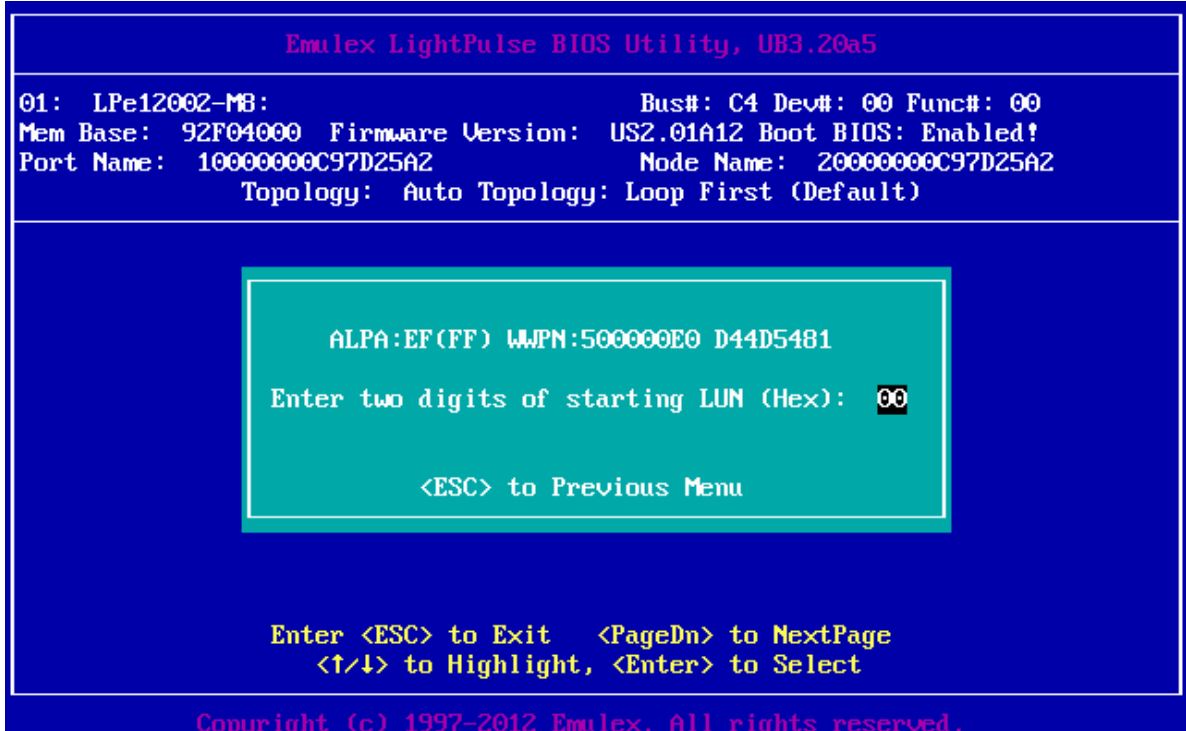 Emulex LightPulse BIOS Utility, UB3.20a5
01: LPe12002-M8: Bus#: C4 Dev#: 00 Func#: 00
Mem Base: 92F04000 Firmware Version: US2.01A12 Boot BIOS: Enabled!
Port Name: 10000000C97D25A2 Node Name: 20000000C97D25A2
Topology: Auto Topology: Loop First (Default)
ALPA:EF(FF) WWPN:500000E0 D44D5481
Enter two digits of starting LUN (Hex): 00
<ESC> to Previous Menu
Enter <ESC> to Exit <PageDn> to NextPage
<↑/↓> to Highlight, <Enter> to Select
Copyright (c) 1997-2012 Emulex. All rights reserved.